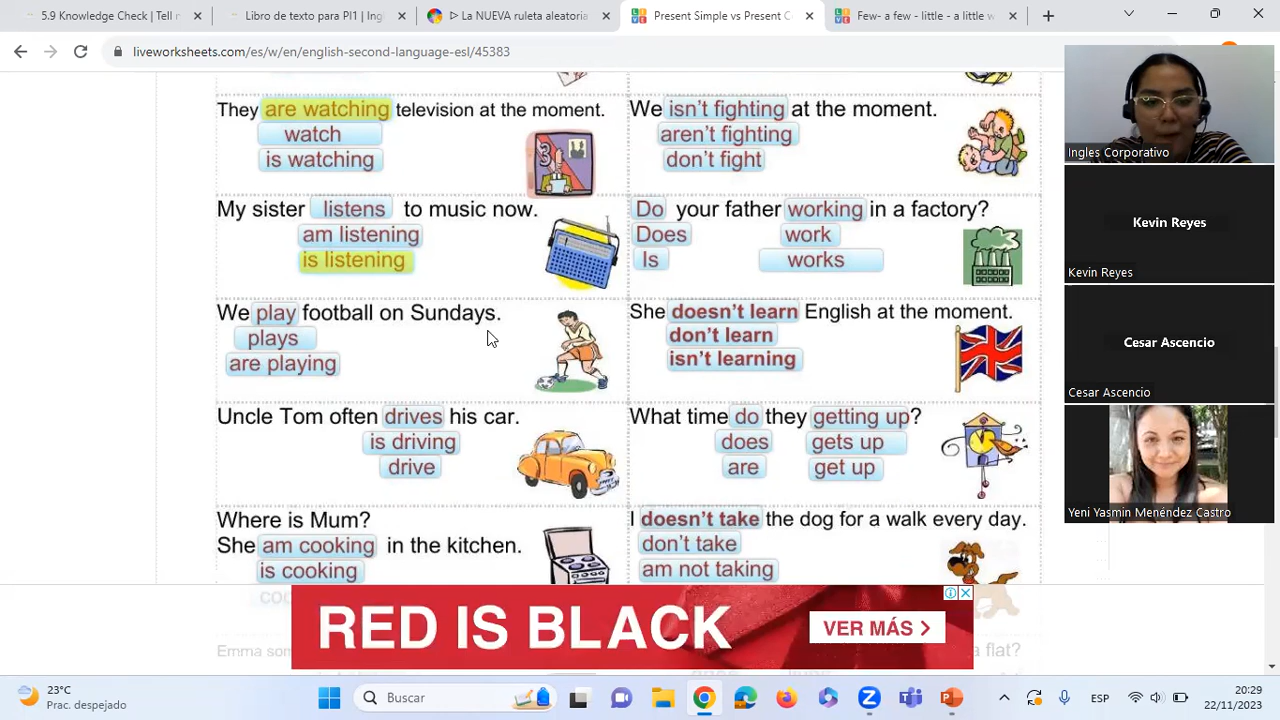 5.9 Knowledge Check | Tell
Libro de texto para PI1 | Ing
▷ La NUEVA ruleta aleatoria
Present Simple vs Present C
Few- - little - a little - w
liveworksheets.com/es/w/en/english-second-language-esl/45383
They are watching television at the moment.
watch
is watching
We isn't fighting at the moment.
aren't fighting
don't fight
My sister listens to music now.
am listening
is listening
Do your father working in a factory?
Does work
Is works
We play football on Sundays.
plays
are playing
She doesn't learn English at the moment.
don't learn
isn't learning
Uncle Tom often drives his car.
is driving
drive
What time do they getting up?
does gets up
are get up
Where is Mum?
She am cooking in the kitchen.
is cooking
I doesn't take the dog for a walk every day.
don't take
am not taking
a flat?
RED IS BLACK
VER MÁS
Ingles Corporativo
Kevin Reyes
Kevin Reyes
Cesar Ascencio
Cesar Ascencio
Yeni Yasmin Menéndez Castro
23°C
Prac. despejado
Buscar
ESP
20:29
22/11/2023